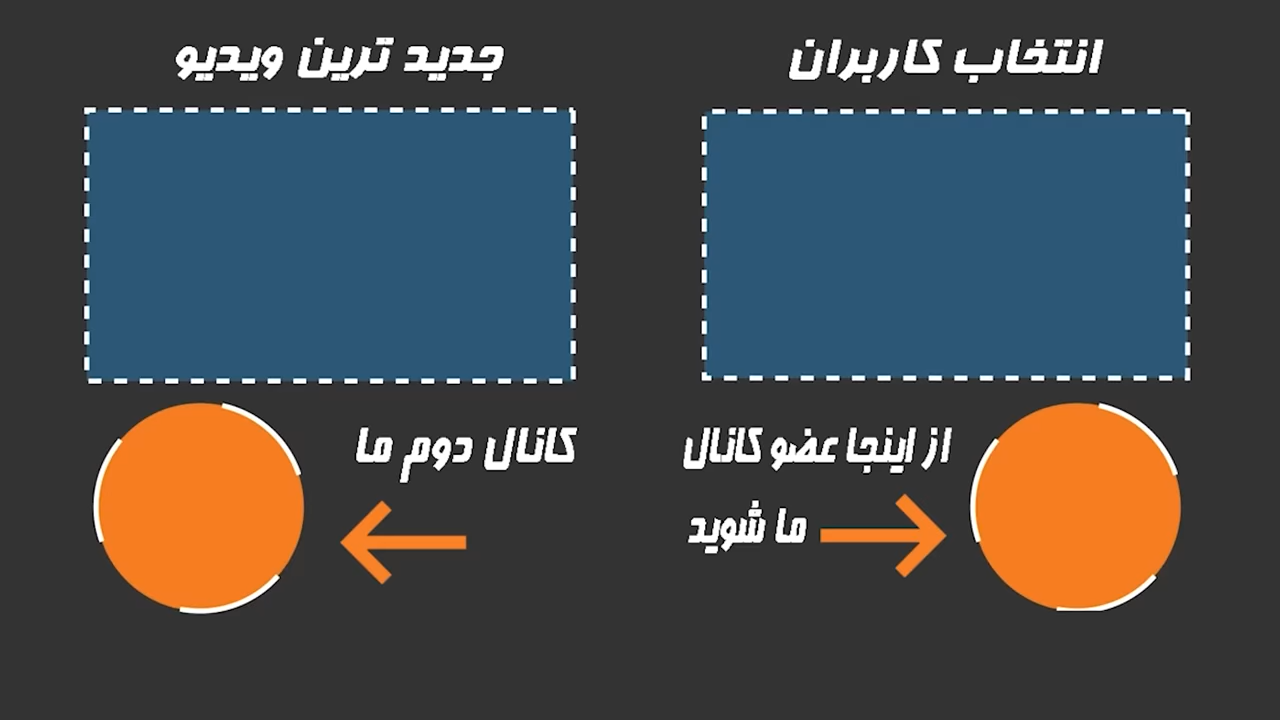 انتخاب کاربران
جدید ترین ویدیو
از اینجا عضو کانال
ما شوید
کانال دوم ما